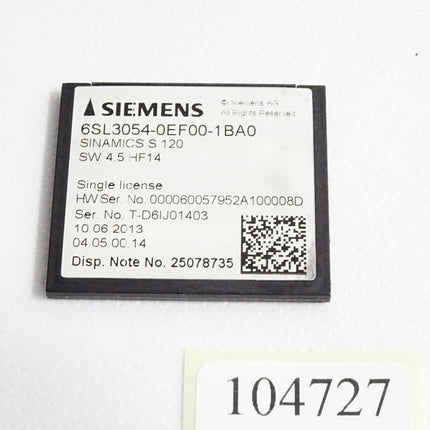 SIEMENS
© Siemens AG
All Rights Reserved
6SL3054-0EF00-1BA0
SINAMICS S 120
SW 4.5 HF14
Single license
HW Ser. No. 000060057952A100008D
Ser. No. T-D6IJ01403
10.06.2013
04.05.00.14
Disp. Note No. 25078735
104727